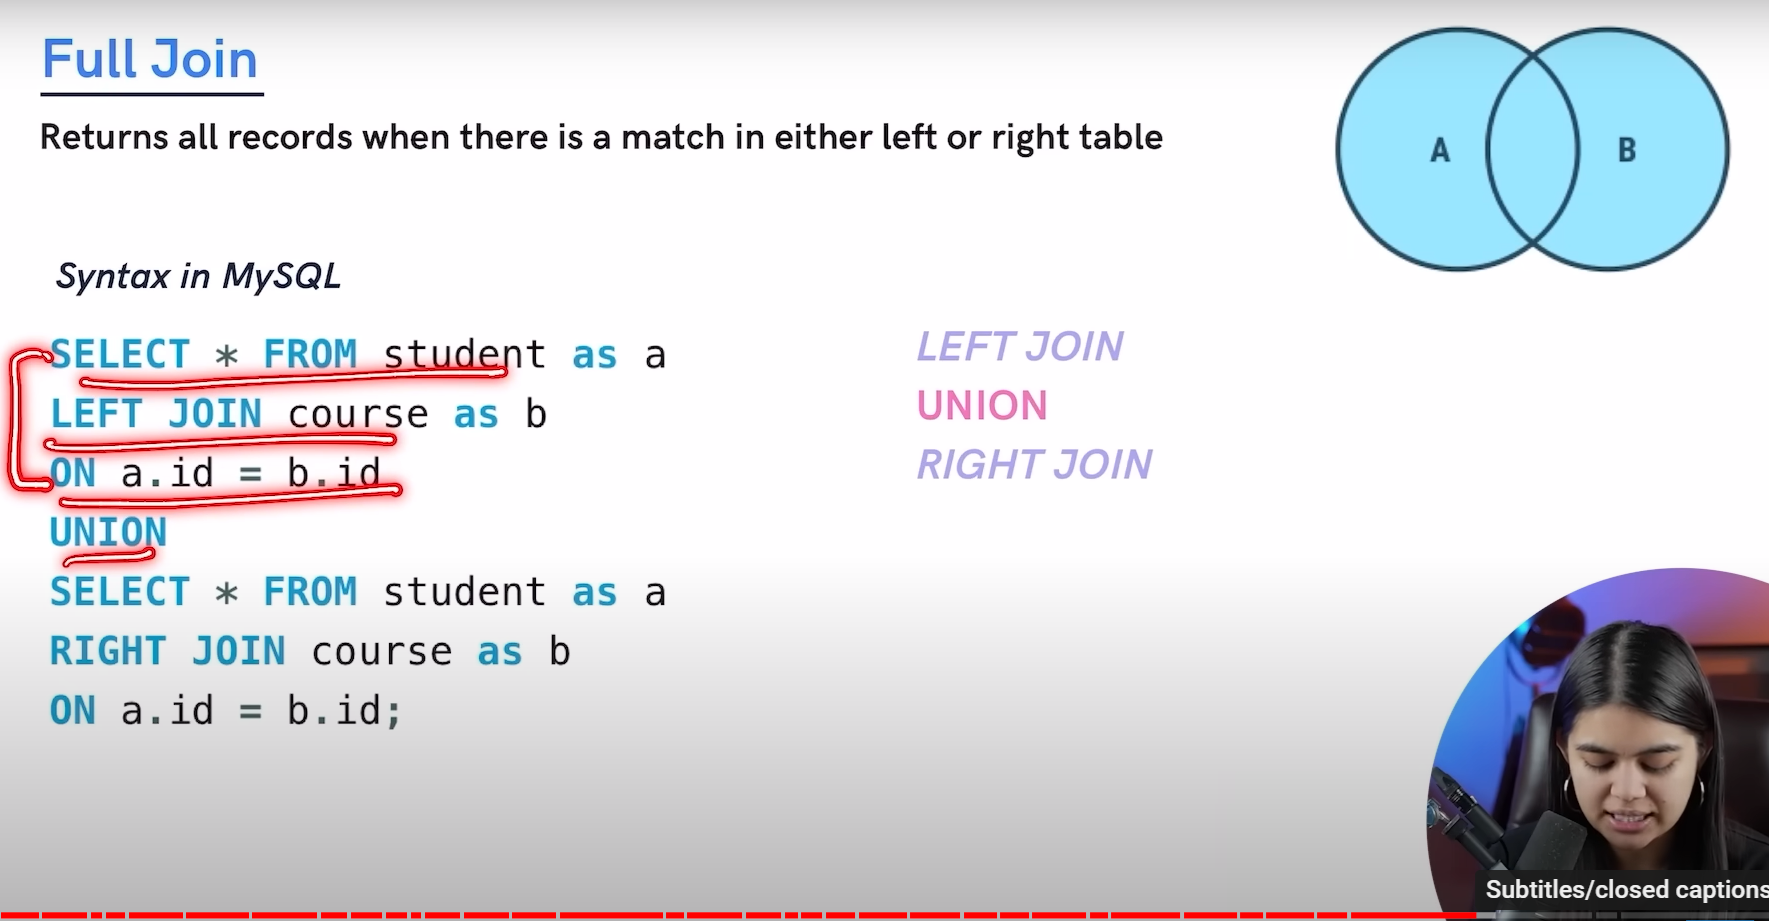 Full Join
Returns all records when there is a match in either left or right table
A
B
Syntax in MySQL
SELECT * FROM student as a
LEFT JOIN course as b
ON a.id = b.id
UNION
SELECT * FROM student as a
RIGHT JOIN course as b
ON a.id = b.id;
LEFT JOIN
UNION
RIGHT JOIN
Subtitles/closed captions